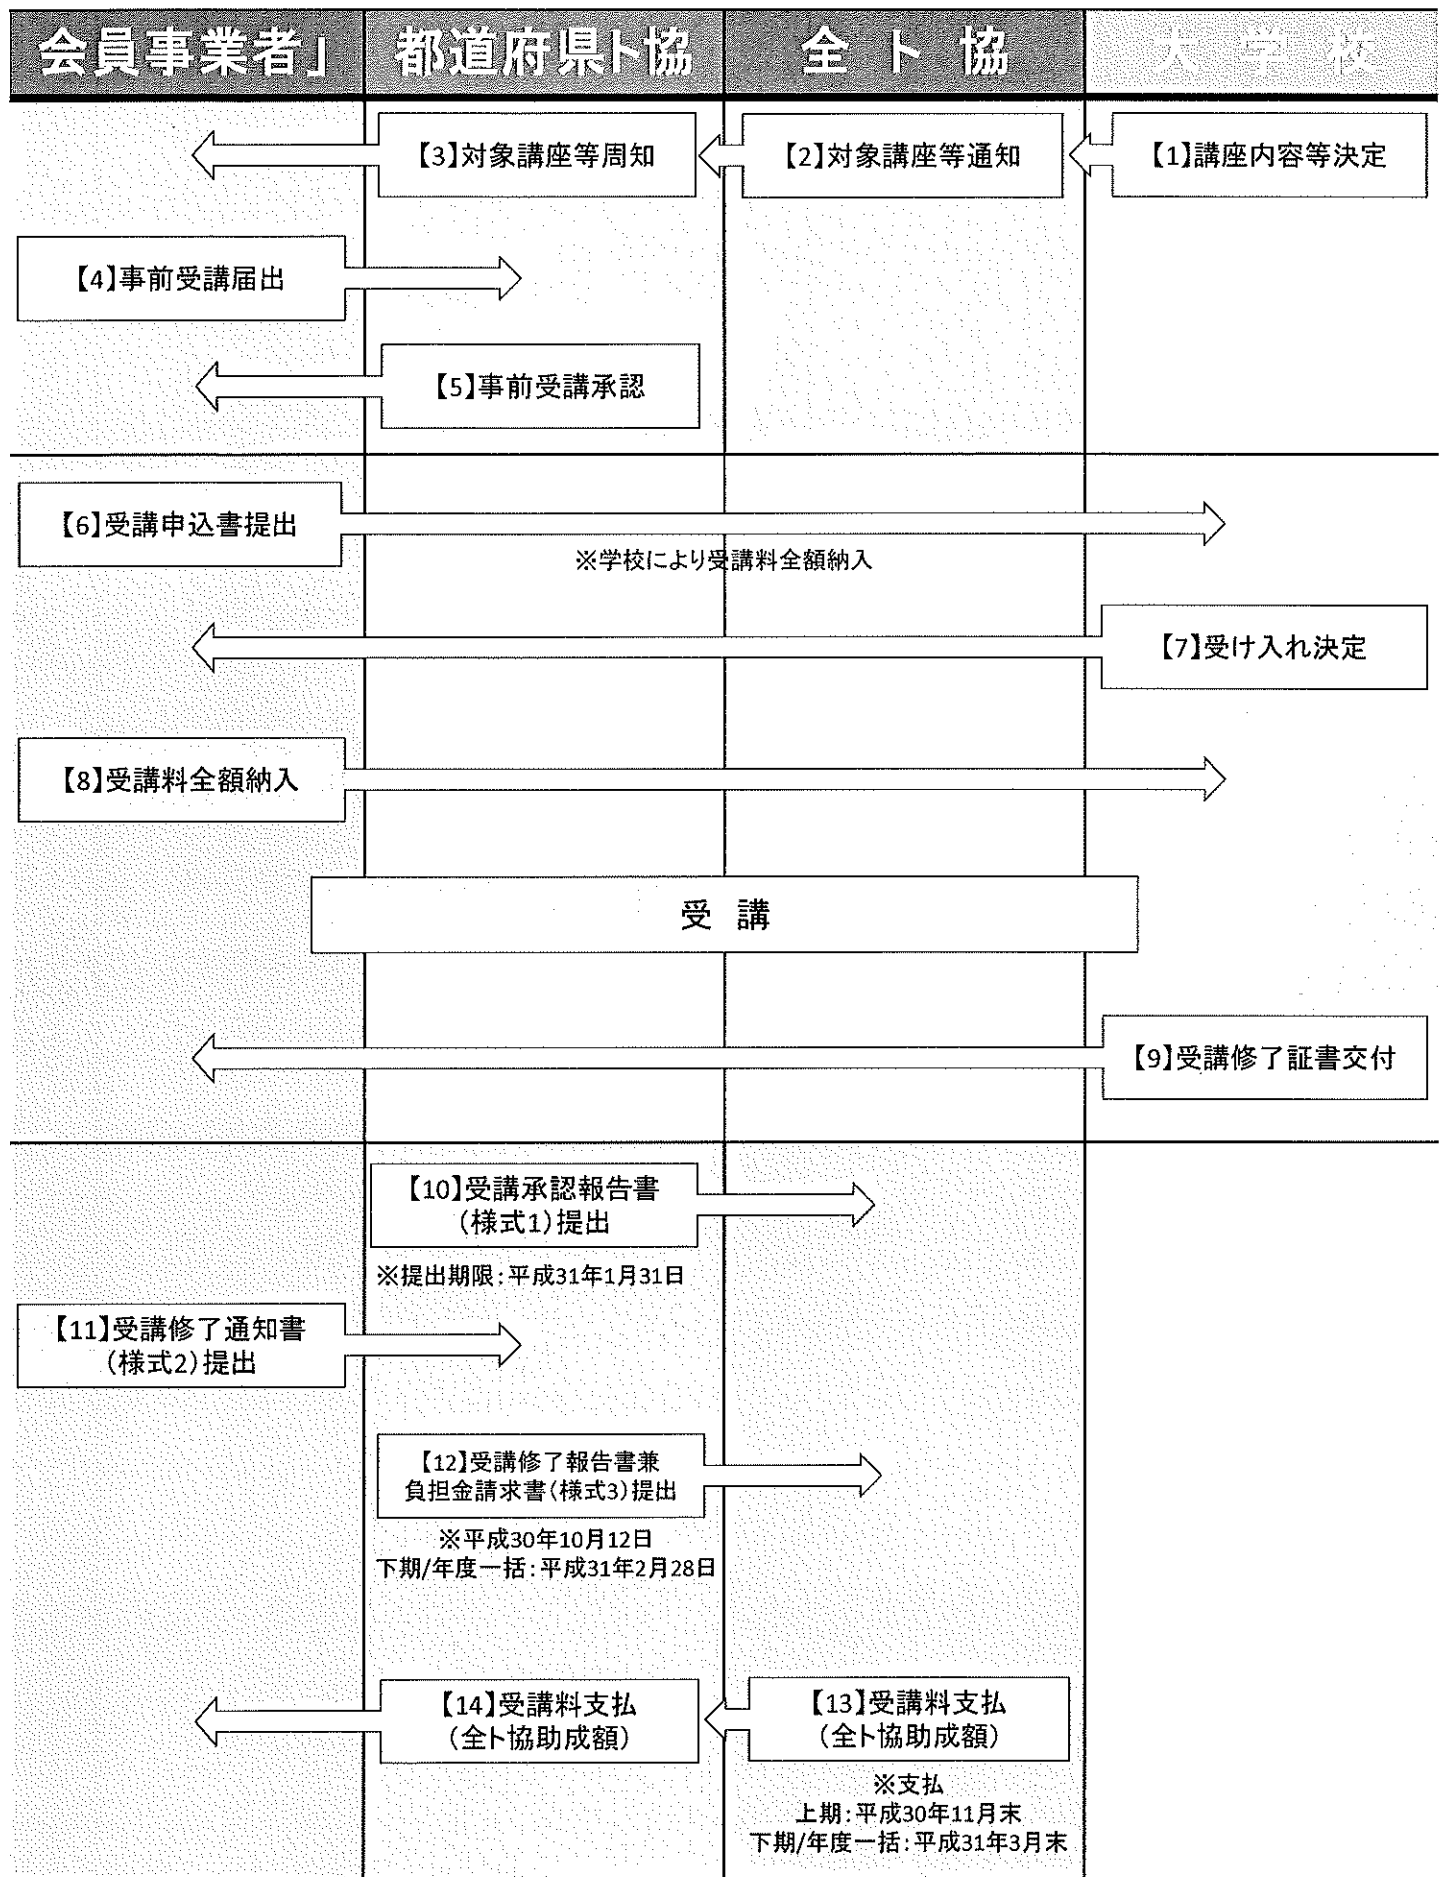 会員事業者」
都道府県ト協
全ト協
大学校
【3】対象講座等周知
【2】対象講座等通知
【1】講座内容等決定
【4】事前受講届出
【5】事前受講承認
【6】受講申込書提出
※学校により受講料全額納入
【7】受け入れ決定
【8】受講料全額納入
受講
【9】受講修了証書交付
【10】受講承認報告書
(様式1)提出
※提出期限:平成31年1月31日
【11】受講修了通知書
(様式2)提出
【12】受講修了報告書兼
負担金請求書(様式3)提出
※平成30年10月12日
下期/年度一括:平成31年2月28日
【14】受講料支払
(全ト協助成額)
【13】受講料支払
(全ト協助成額)
※支払
上期:平成30年11月末
下期/年度一括:平成31年3月末